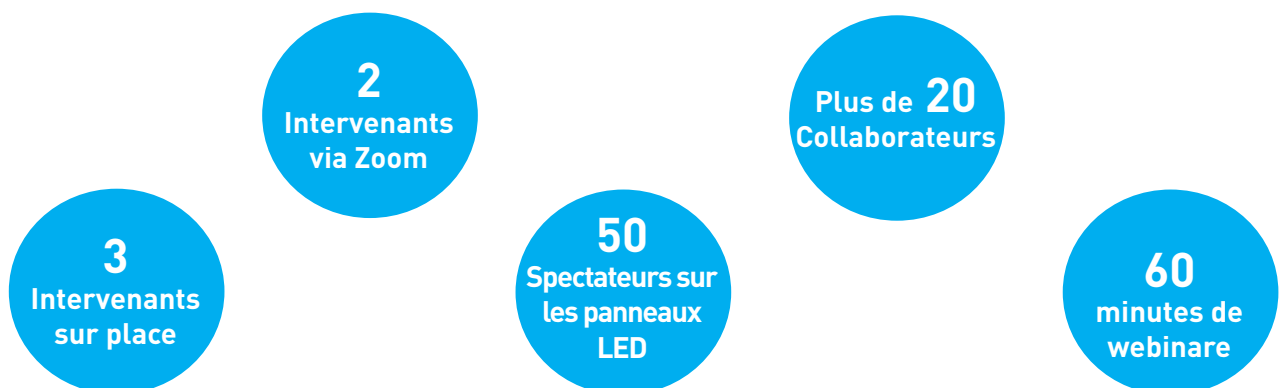 3
Intervenants
sur place
2
Intervenants
via Zoom
50
Spectateurs sur
les panneaux
LED
Plus de 20
Collaborateurs
60
minutes de
webinare